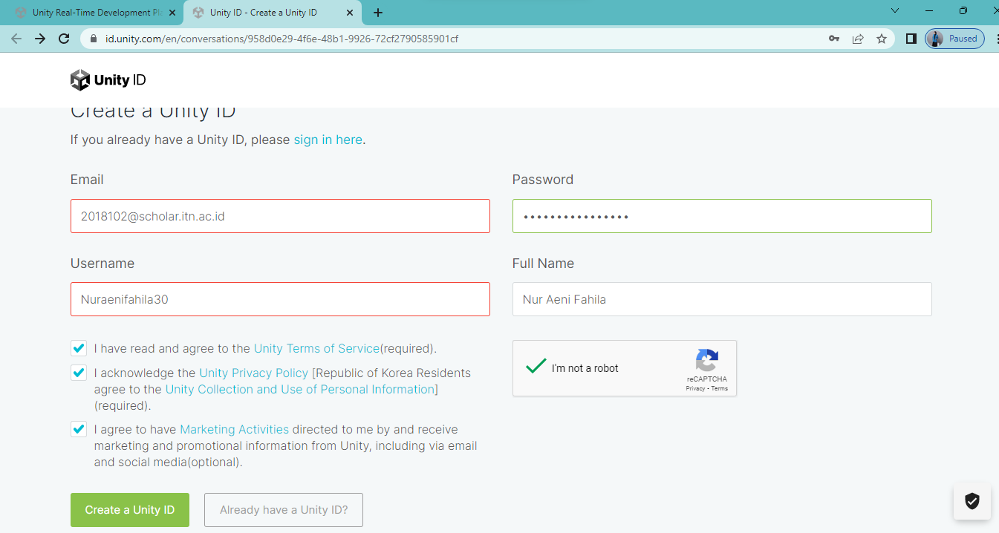 Unity Real-Time Development Pla
Unity ID - Create a Unity ID
id.unity.com/en/conversations/958d0e29-4f6e-48b1-9926-72cf2790585901cf
Paused
Unity ID
Create a Unity ID
If you already have a Unity ID, please sign in here.
Email
Password
2018102@scholar.itn.ac.id
••••••••••••••••
Username
Full Name
Nuraenifahila30
Nur Aeni Fahila
I have read and agree to the Unity Terms of Service(required).
I acknowledge the Unity Privacy Policy [Republic of Korea Residents
agree to the Unity Collection and Use of Personal Information]
(required).
I'm not a robot
reCAPTCHA
Privacy - Terms
I agree to have Marketing Activities directed to me by and receive
marketing and promotional information from Unity, including via email
and social media(optional).
Create a Unity ID
Already have a Unity ID?